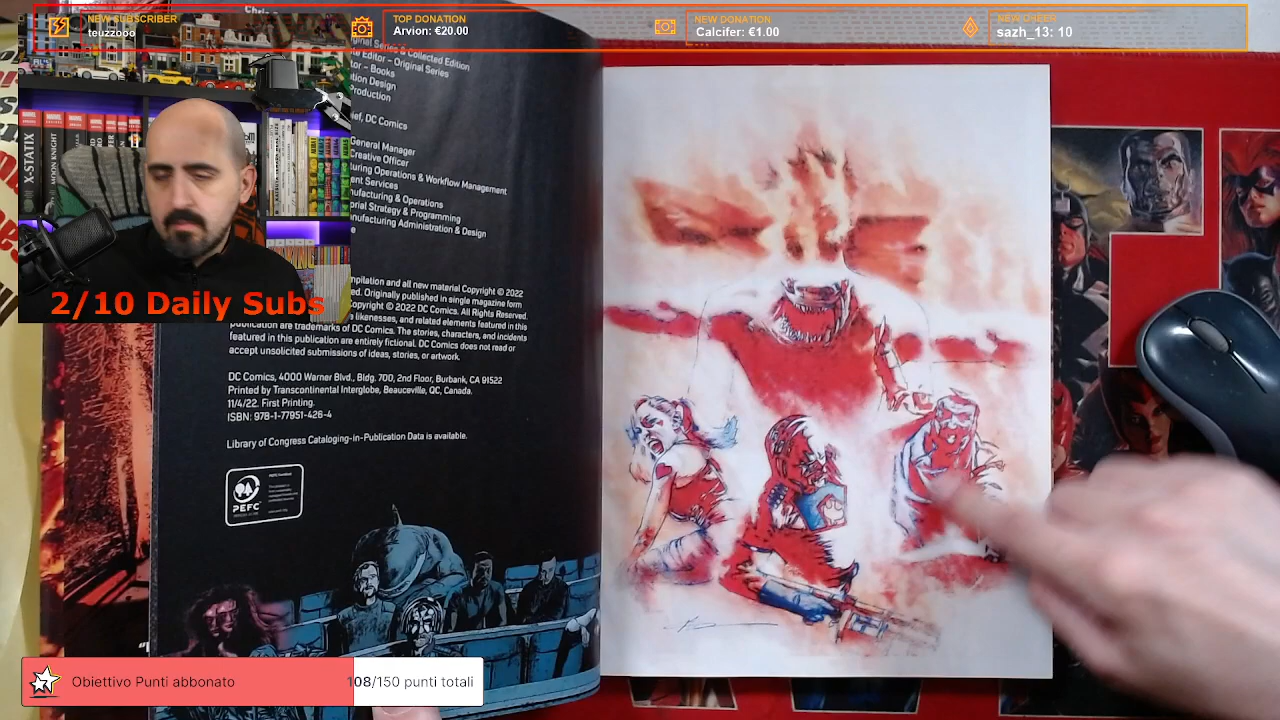 NEW SUBSCRIBER
teuzzooo
TOP DONATION
Arvion: €20.00
NEW DONATION
Calcifer: €1.00
NEW CHEER
sazh_13: 10
X-STATIX
MOON KNIGHT
2/10 Daily Subs
Original Series & Collected Edition
Editor – Original Series
– Books
Design
Production
DC Comics
General Manager
Creative Officer
Operations & Workflow Management
Services
& Operations
Strategy & Programming
Manufacturing Administration & Design
and all new material Copyright © 2022
Originally published in single magazine form
Copyright © 2022 DC Comics. All Rights Reserved.
likenesses, and related elements featured in this
publication are trademarks of DC Comics. The stories, characters, and incidents
featured in this publication are entirely fictional. DC Comics does not read or
accept unsolicited submissions of ideas, stories, or artwork.
DC Comics, 4000 Warner Blvd., Bldg. 700, 2nd Floor, Burbank, CA 91522
Printed by Transcontinental Interglobe, Beauceville, QC, Canada.
11/4/22. First Printing.
ISBN: 978-1-77951-426-4
Library of Congress Cataloging-in-Publication Data is available.
PEFC
Obiettivo Punti abbonato
108/150 punti totali